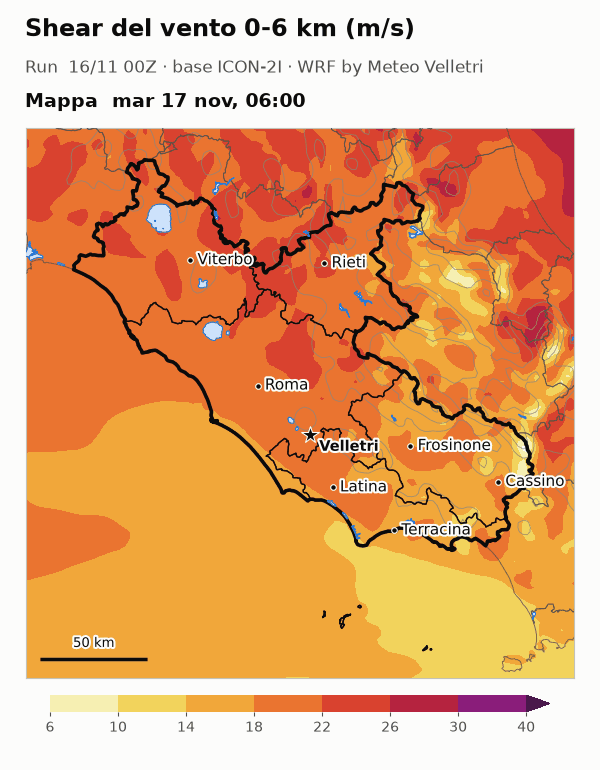 Shear del vento 0-6 km (m/s)
Run  16/11 00Z · base ICON-2I · WRF by Meteo Velletri
Mappa  mar 17 nov, 06:00
Viterbo
Rieti
Roma
Velletri
Frosinone
Latina
Cassino
Terracina
50 km
6 10 14 18 22 26 30 40